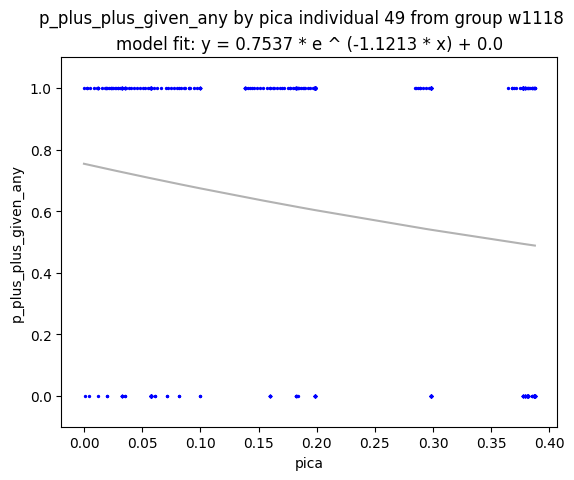 p_plus_plus_given_any by pica individual 49 from group w1118
model fit: y = 0.7537 * e ^ (-1.1213 * x) + 0.0
p_plus_plus_given_any
1.0
0.8
0.6
0.4
0.2
0.0
0.00 0.05 0.10 0.15 0.20 0.25 0.30 0.35 0.40
pica